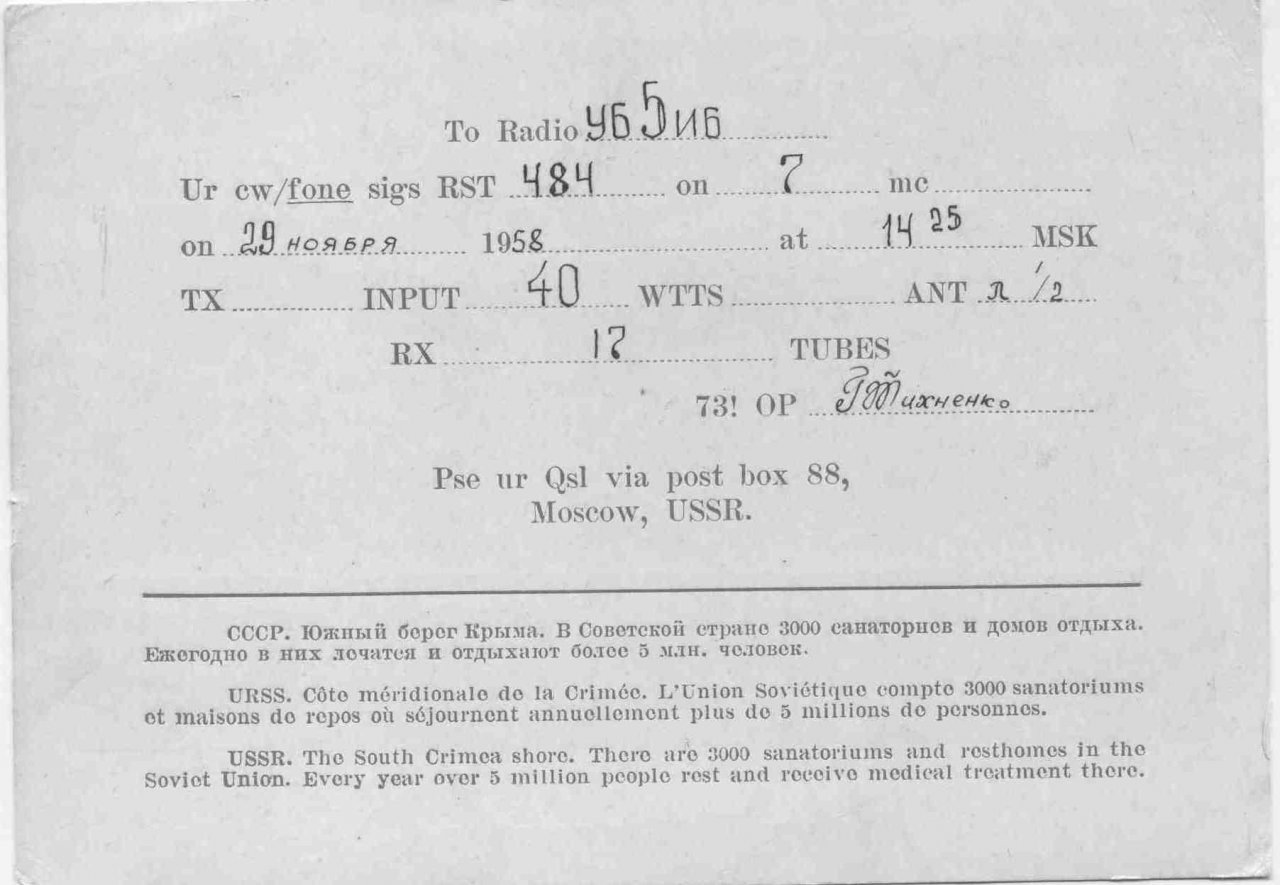 To Radio УБ5ИБ
Ur cw/fone sigs RST 484 on 7 mc
on 29 ноября 1958 at 14 25 MSK
TX INPUT 40 WTTS ANT л 1/2
RX 17 TUBES
73! OP Г Тихненко
Pse ur Qsl via post box 88,
Moscow, USSR.
СССР. Южный берег Крыма. В Советской стране 3000 санаториев и домов отдыха.
Ежегодно в них лечатся и отдыхают более 5 млн. человек.
URSS. Côte méridionale de la Crimée. L'Union Soviétique compte 3000 sanatoriums
et maisons de repos où séjournent annuellement plus de 5 millions de personnes.
USSR. The South Crimea shore. There are 3000 sanatoriums and resthomes in the
Soviet Union. Every year over 5 million people rest and receive medical treatment there.